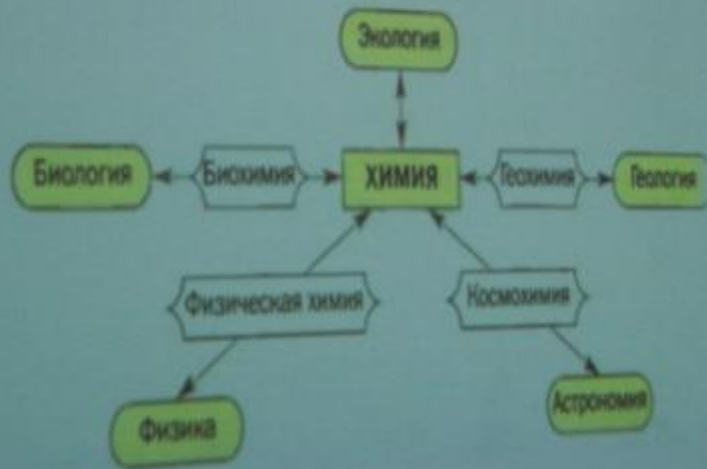 Экология
Биология
Биохимия
ХИМИЯ
Геохимия
Геология
Физическая химия
Космохимия
Физика
Астрономия